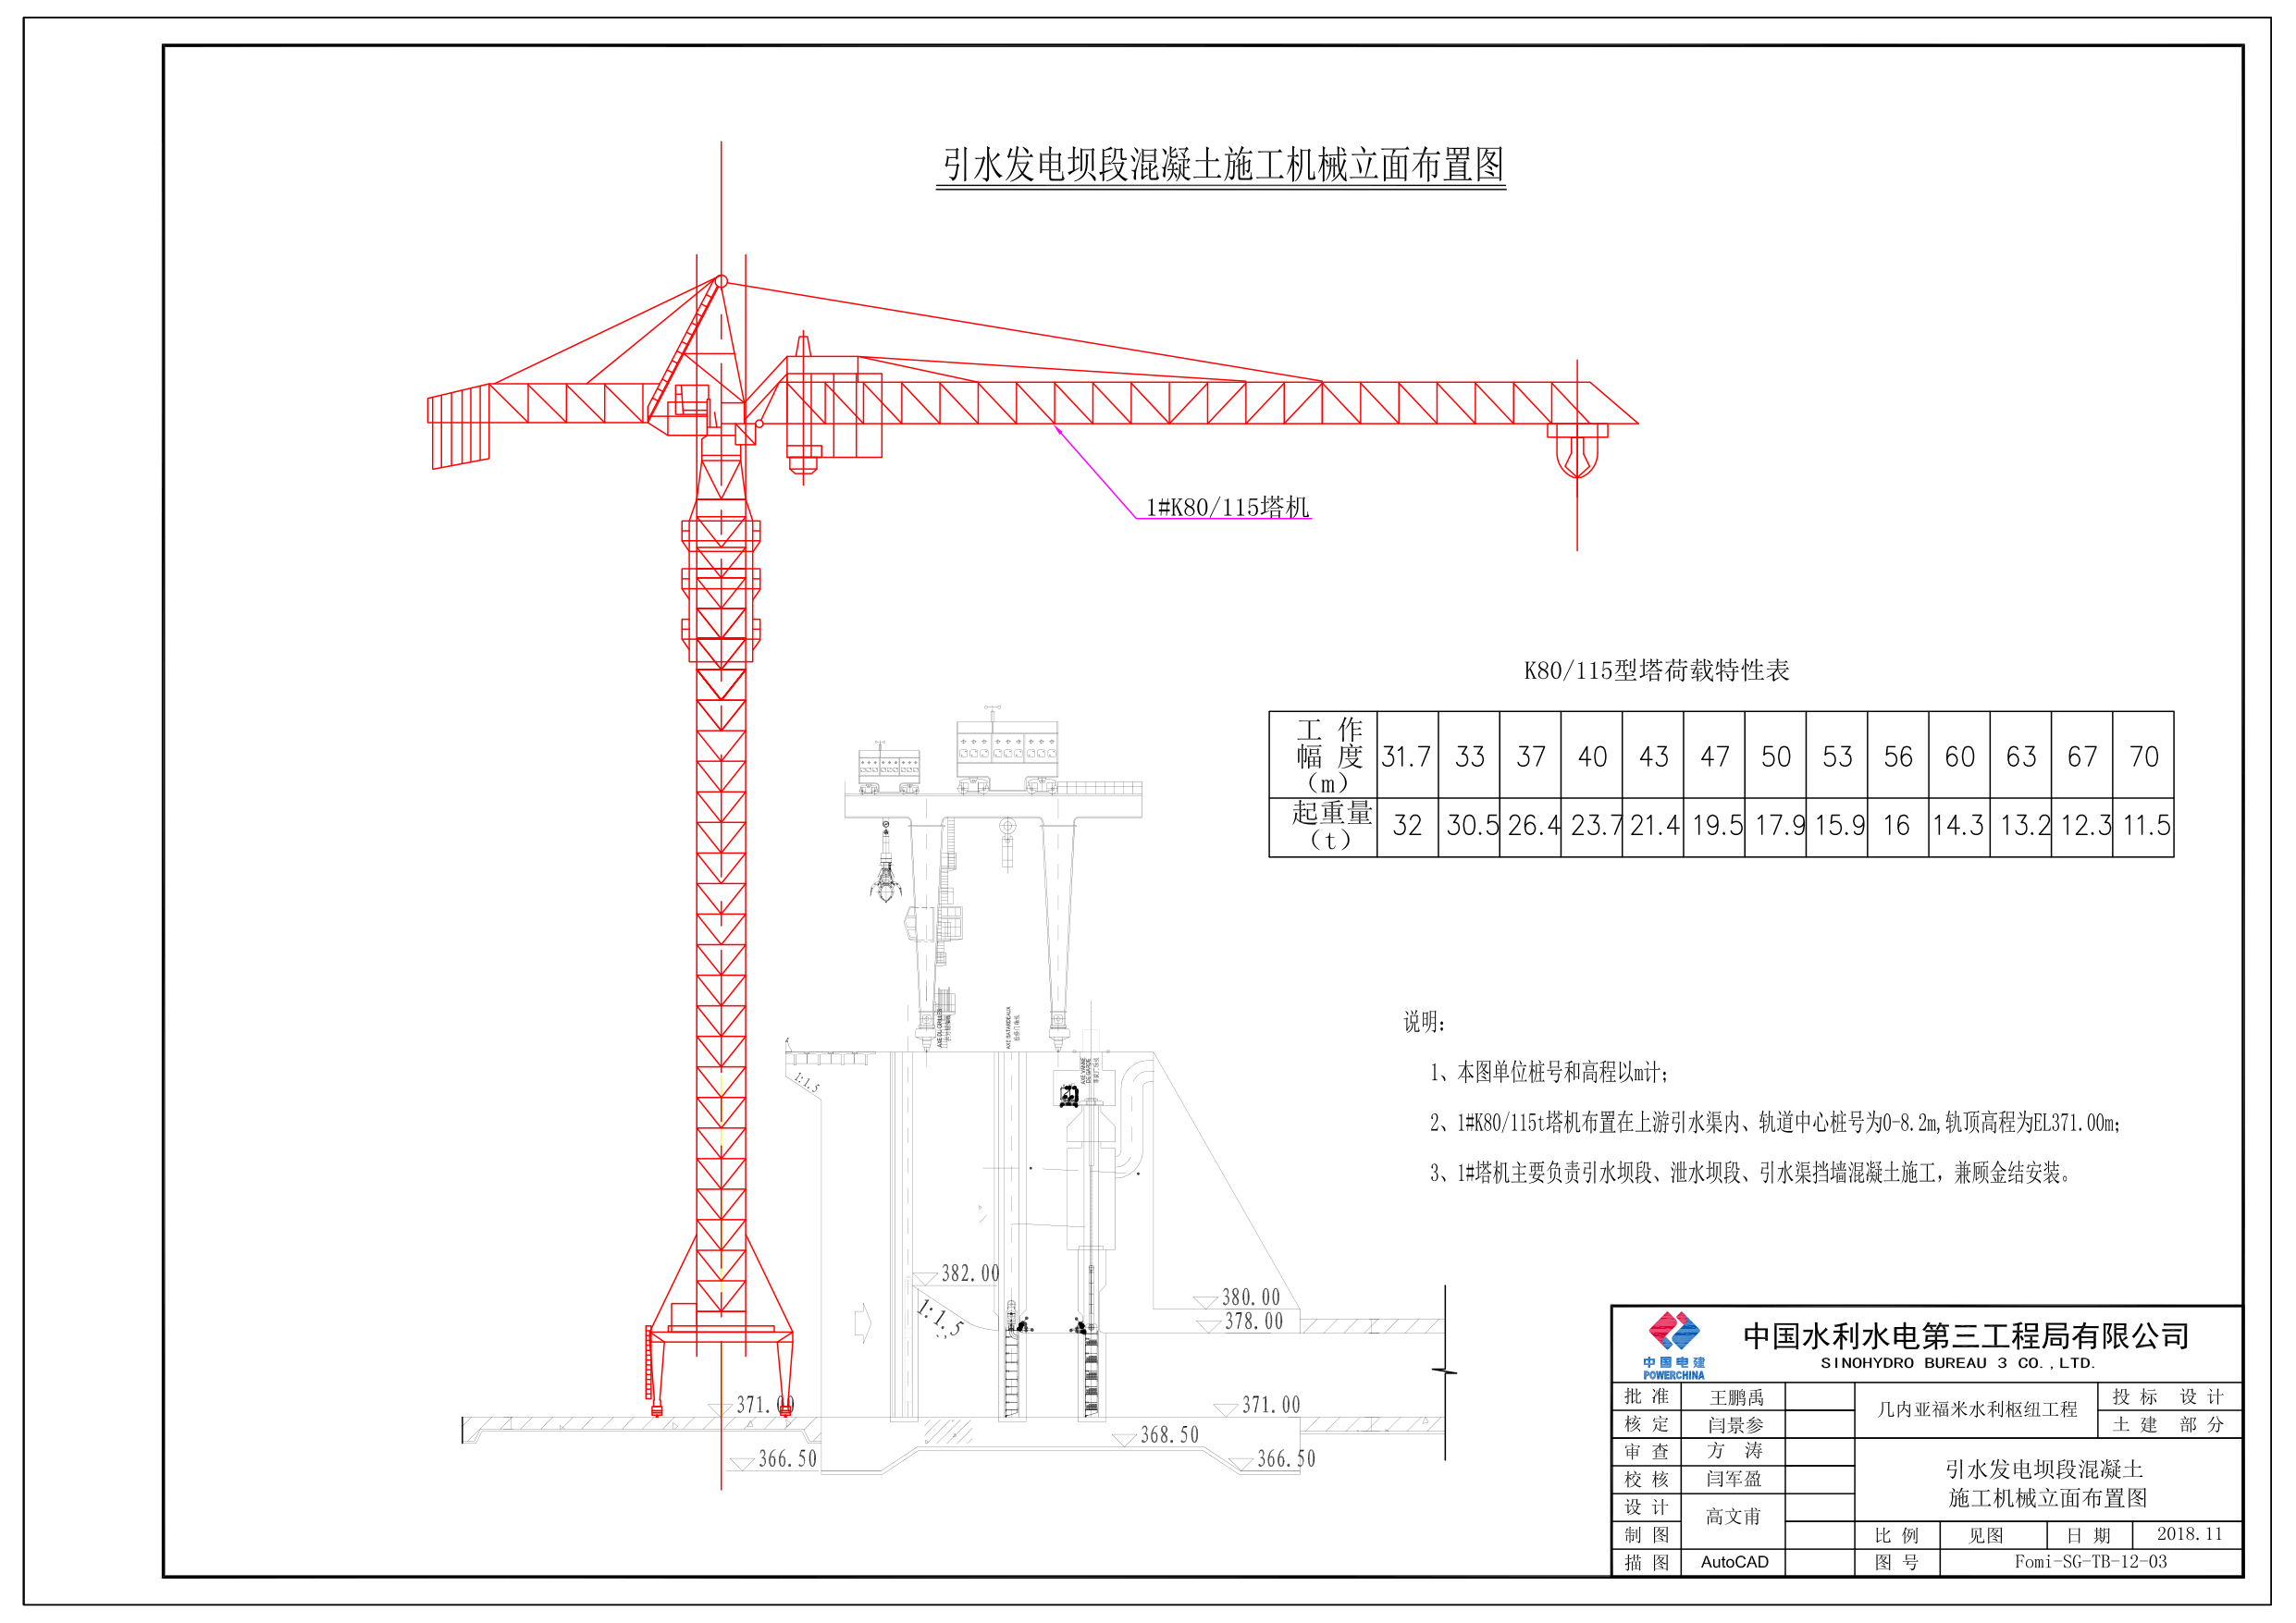 引水发电坝段混凝土施工机械立面布置图
1#K80/115塔机
K80/115型塔荷载特性表
工 作 幅 度 (m) 31.7 33 37 40 43 47 50 53 56 60 63 67 70
起重量 (t) 32 30.5 26.4 23.7 21.4 19.5 17.9 15.9 16 14.3 13.2 12.3 11.5
说明:
1、本图单位桩号和高程以m计;
2、1#K80/115t塔机布置在上游引水渠内、轨道中心桩号为0-8.2m,轨顶高程为EL371.00m;
3、1#塔机主要负责引水坝段、泄水坝段、引水渠挡墙混凝土施工，兼顾金结安装。
1:1.5
382.00
1:1.5
380.00
378.00
371.00
371.00
368.50
366.50
366.50
中国电建
POWERCHINA
中国水利水电第三工程局有限公司
SINOHYDRO BUREAU 3 CO.,LTD.
批 准 王鹏禹
核 定 闫景参
审 查 方 涛
校 核 闫军盈
设 计 高文甫
制 图
描 图 AutoCAD
几内亚福米水利枢纽工程
投 标 设 计
土 建 部 分
引水发电坝段混凝土
施工机械立面布置图
比 例 见图 日 期 2018.11
图 号 Fomi-SG-TB-12-03